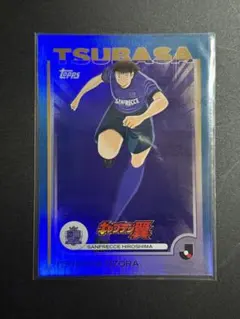 TSUBASA
Topps
SANFRECCE
キャプテン翼
SANFRECCE HIROSHIMA